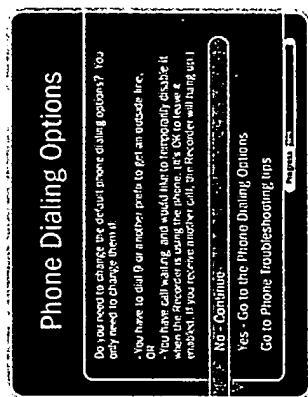 Phone Dialing Options
Do you need to change the default phone dialing options? You
only need to change them if:
- You have to dial 9 or another prefix to get an outside line,
OR
- You have call waiting, and would like to temporarily disable it
when the Recorder is using the phone. (It's OK to leave it
enabled. If you receive another call, the Recorder will hang up.)
No - Continue
Yes - Go to the Phone Dialing Options
Go to Phone Troubleshooting tips
Progress